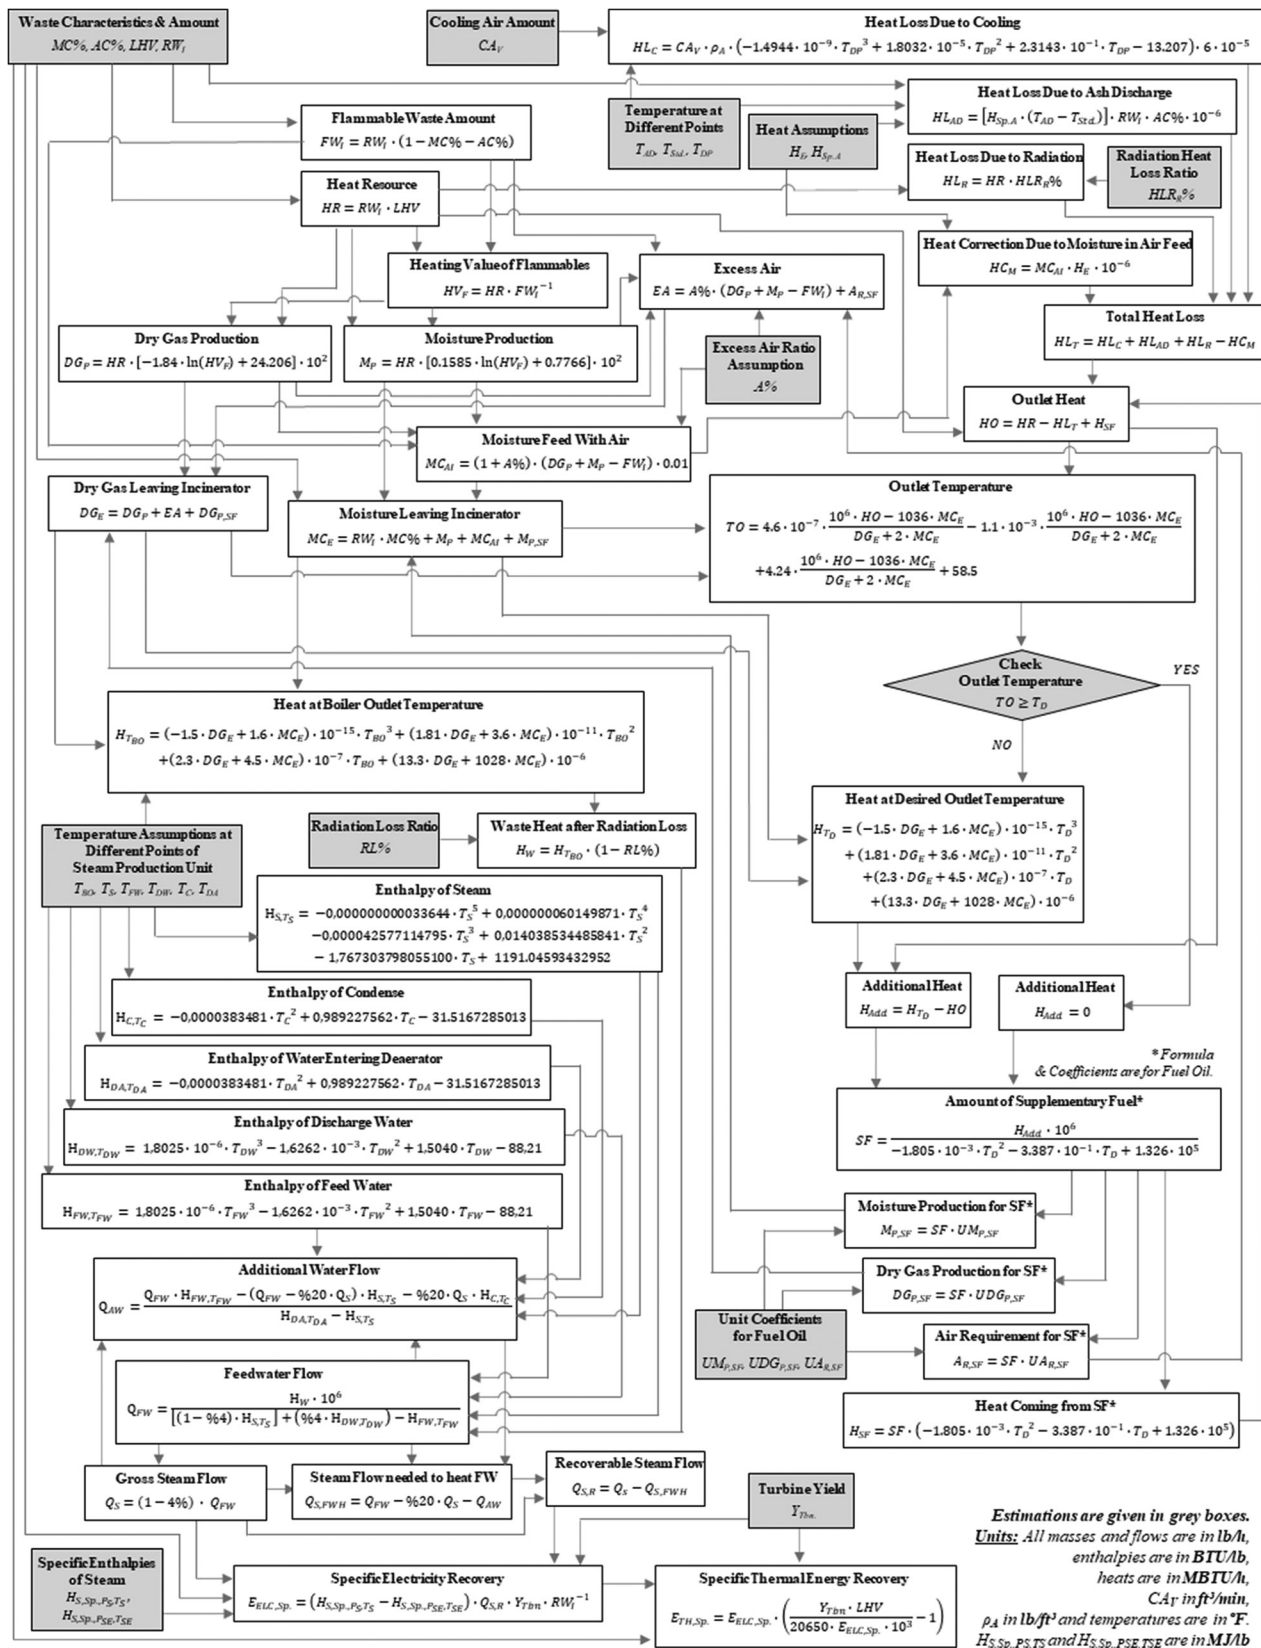 Waste Characteristics & Amount
MC%, AC%, LHV, RW_I
Cooling Air Amount
CA_V
Heat Loss Due to Cooling
HL_C = CA_V · ρ_A · (−1.4944 · 10^−9 · T_DP^3 + 1.8032 · 10^−5 · T_DP^2 + 2.3143 · 10^−1 · T_DP − 13.207) · 6 · 10^−5
Heat Loss Due to Ash Discharge
HL_AD = [H_Sp.A · (T_AD − T_Std.)] · RW_I · AC% · 10^−6
Flammable Waste Amount
FW_I = RW_I · (1 − MC% − AC%)
Temperature at
Different Points
T_AD, T_Std., T_DP
Heat Assumptions
H_E, H_Sp.A
Heat Loss Due to Radiation
HL_R = HR · HLR_R%
Radiation Heat
Loss Ratio
HLR_R%
Heat Resource
HR = RW_I · LHV
Heat Correction Due to Moisture in Air Feed
HC_M = MC_AI · H_E · 10^−6
Heating Value of Flammables
HV_F = HR · FW_I^−1
Excess Air
EA = A% · (DG_P + M_P − FW_I) + A_R,SF
Total Heat Loss
HL_T = HL_C + HL_AD + HL_R − HC_M
Dry Gas Production
DG_P = HR · [−1.84 · ln(HV_F) + 24.206] · 10^2
Moisture Production
M_P = HR · [0.1585 · ln(HV_F) + 0.7766] · 10^2
Excess Air Ratio
Assumption
A%
Outlet Heat
HO = HR − HL_T + H_SF
Moisture Feed With Air
MC_AI = (1 + A%) · (DG_P + M_P − FW_I) · 0.01
Dry Gas Leaving Incinerator
DG_E = DG_P + EA + DG_P,SF
Moisture Leaving Incinerator
MC_E = RW_I · MC% + M_P + MC_AI + M_P,SF
Outlet Temperature
TO = 4.6 · 10^−7 · (10^6 · HO − 1036 · MC_E)/(DG_E + 2 · MC_E) − 1.1 · 10^−3 · (10^6 · HO − 1036 · MC_E)/(DG_E + 2 · MC_E)
+4.24 · (10^6 · HO − 1036 · MC_E)/(DG_E + 2 · MC_E) + 58.5
Check
Outlet Temperature
TO ≥ T_D
YES
NO
Heat at Boiler Outlet Temperature
H_T_BO = (−1.5 · DG_E + 1.6 · MC_E) · 10^−15 · T_BO^3 + (1.81 · DG_E + 3.6 · MC_E) · 10^−11 · T_BO^2
+(2.3 · DG_E + 4.5 · MC_E) · 10^−7 · T_BO + (13.3 · DG_E + 1028 · MC_E) · 10^−6
Heat at Desired Outlet Temperature
H_T_D = (−1.5 · DG_E + 1.6 · MC_E) · 10^−15 · T_D^3
+ (1.81 · DG_E + 3.6 · MC_E) · 10^−11 · T_D^2
+(2.3 · DG_E + 4.5 · MC_E) · 10^−7 · T_D
+(13.3 · DG_E + 1028 · MC_E) · 10^−6
Temperature Assumptions at
Different Points of
Steam Production Unit
T_BO, T_S, T_FW, T_DW, T_C, T_DA
Radiation Loss Ratio
RL%
Waste Heat after Radiation Loss
H_W = H_T_BO · (1 − RL%)
Enthalpy of Steam
H_S,T_S = −0,000000000033644 · T_S^5 + 0,000000060149871 · T_S^4
−0,000042577114795 · T_S^3 + 0,014038534485841 · T_S^2
− 1,767303798055100 · T_S + 1191.04593432952
Enthalpy of Condense
H_C,T_C = −0,0000383481 · T_C^2 + 0,989227562 · T_C − 31.5167285013
Additional Heat
H_Add = H_T_D − HO
Additional Heat
H_Add = 0
* Formula
& Coefficients are for Fuel Oil.
Enthalpy of Water Entering Deaerator
H_DA,T_DA = −0,0000383481 · T_DA^2 + 0,989227562 · T_DA − 31.5167285013
Amount of Supplementary Fuel*
SF = (H_Add · 10^6)/(−1.805 · 10^−3 · T_D^2 − 3.387 · 10^−1 · T_D + 1.326 · 10^5)
Enthalpy of Discharge Water
H_DW,T_DW = 1,8025 · 10^−6 · T_DW^3 − 1,6262 · 10^−3 · T_DW^2 + 1,5040 · T_DW − 88,21
Enthalpy of Feed Water
H_FW,T_FW = 1,8025 · 10^−6 · T_FW^3 − 1,6262 · 10^−3 · T_FW^2 + 1,5040 · T_FW − 88,21
Moisture Production for SF*
M_P,SF = SF · UM_P,SF
Additional Water Flow
Q_AW = (Q_FW · H_FW,T_FW − (Q_FW − %20 · Q_S) · H_S,T_S − %20 · Q_S · H_C,T_C)/(H_DA,T_DA − H_S,T_S)
Dry Gas Production for SF*
DG_P,SF = SF · UDG_P,SF
Unit Coefficients
for Fuel Oil
UM_P,SF, UDG_P,SF, UA_R,SF
Air Requirement for SF*
A_R,SF = SF · UA_R,SF
Feedwater Flow
Q_FW = (H_W · 10^6)/([(1 − %4) · H_S,T_S] + (%4 · H_DW,T_DW) − H_FW,T_FW)
Heat Coming from SF*
H_SF = SF · (−1.805 · 10^−3 · T_D^2 − 3.387 · 10^−1 · T_D + 1.326 · 10^5)
Gross Steam Flow
Q_S = (1 − 4%) · Q_FW
Steam Flow needed to heat FW
Q_S,FWH = Q_FW − %20 · Q_S − Q_AW
Recoverable Steam Flow
Q_S,R = Q_S − Q_S,FWH
Turbine Yield
Y_Tbn.
Specific Enthalpies
of Steam
H_S,Sp.,P_S,T_S,
H_S,Sp.,P_SE,T_SE
Specific Electricity Recovery
E_ELC,Sp. = (H_S,Sp.,P_S,T_S − H_S,Sp.,P_SE,T_SE) · Q_S,R · Y_Tbn · RW_I^−1
Specific Thermal Energy Recovery
E_TH,Sp. = E_ELC,Sp. · ((Y_Tbn · LHV)/(20650 · E_ELC,Sp. · 10^3) − 1)
Estimations are given in grey boxes.
Units: All masses and flows are in lb/h,
enthalpies are in BTU/lb,
heats are in MBTU/h,
CA_V in ft³/min,
ρ_A in lb/ft³ and temperatures are in °F.
H_S,Sp.,PS,TS and H_S,Sp.,PSE,TSE are in MJ/lb